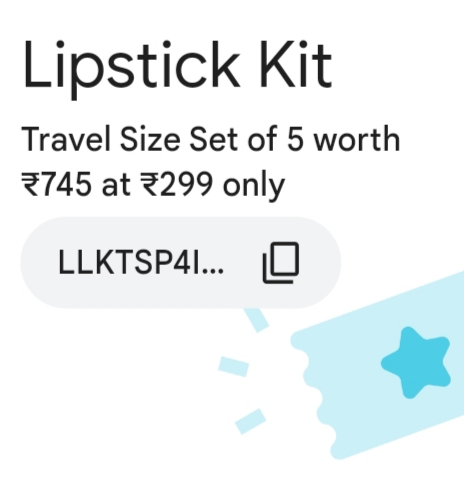 Lipstick Kit
Travel Size Set of 5 worth
₹745 at ₹299 only
LLKTSP4I...